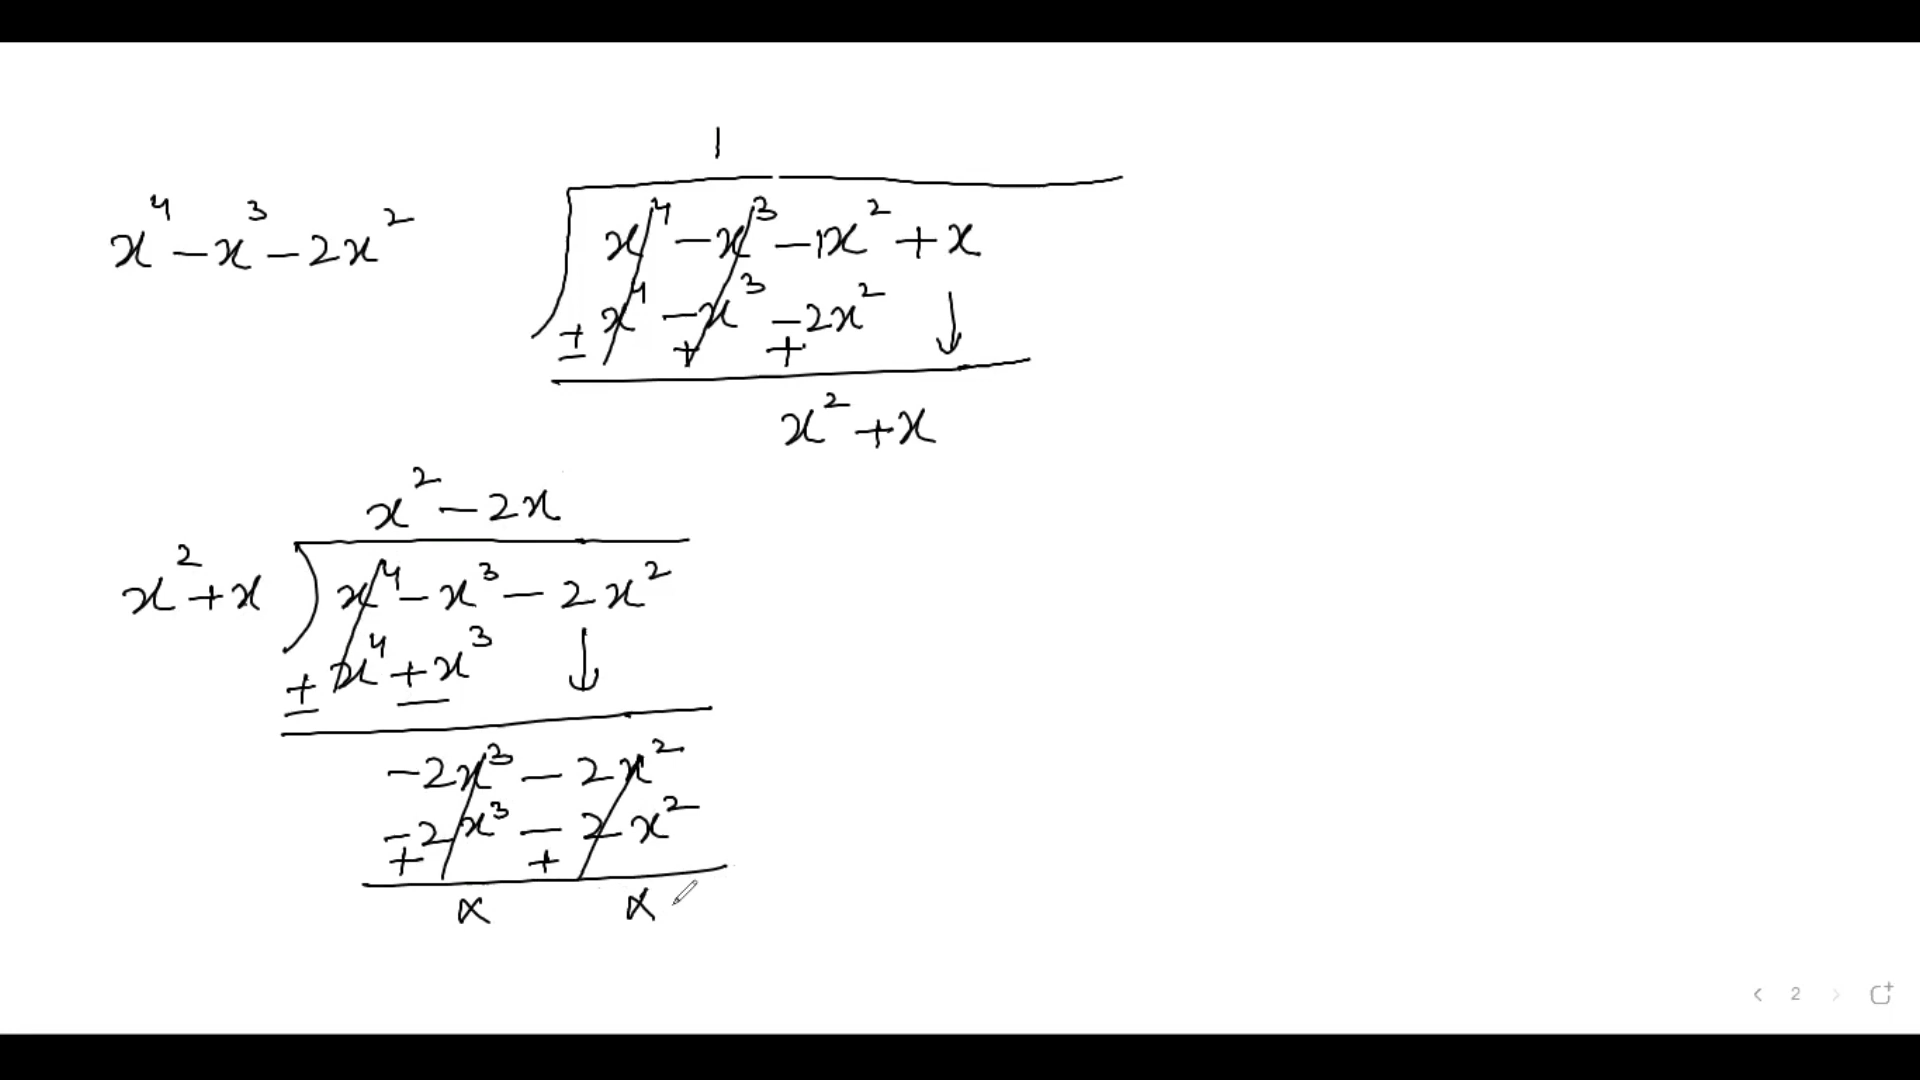 1
x⁴ - x³ - 2x²
x⁴ - x³ - 1x² + x
x⁴ - x³ - 2x²
± + +
x² + x
x² - 2x
x² + x ) x⁴ - x³ - 2x²
x⁴ + x³
± −
-2x³ - 2x²
-2x³ - 2x²
+ +
x x
< 2 >